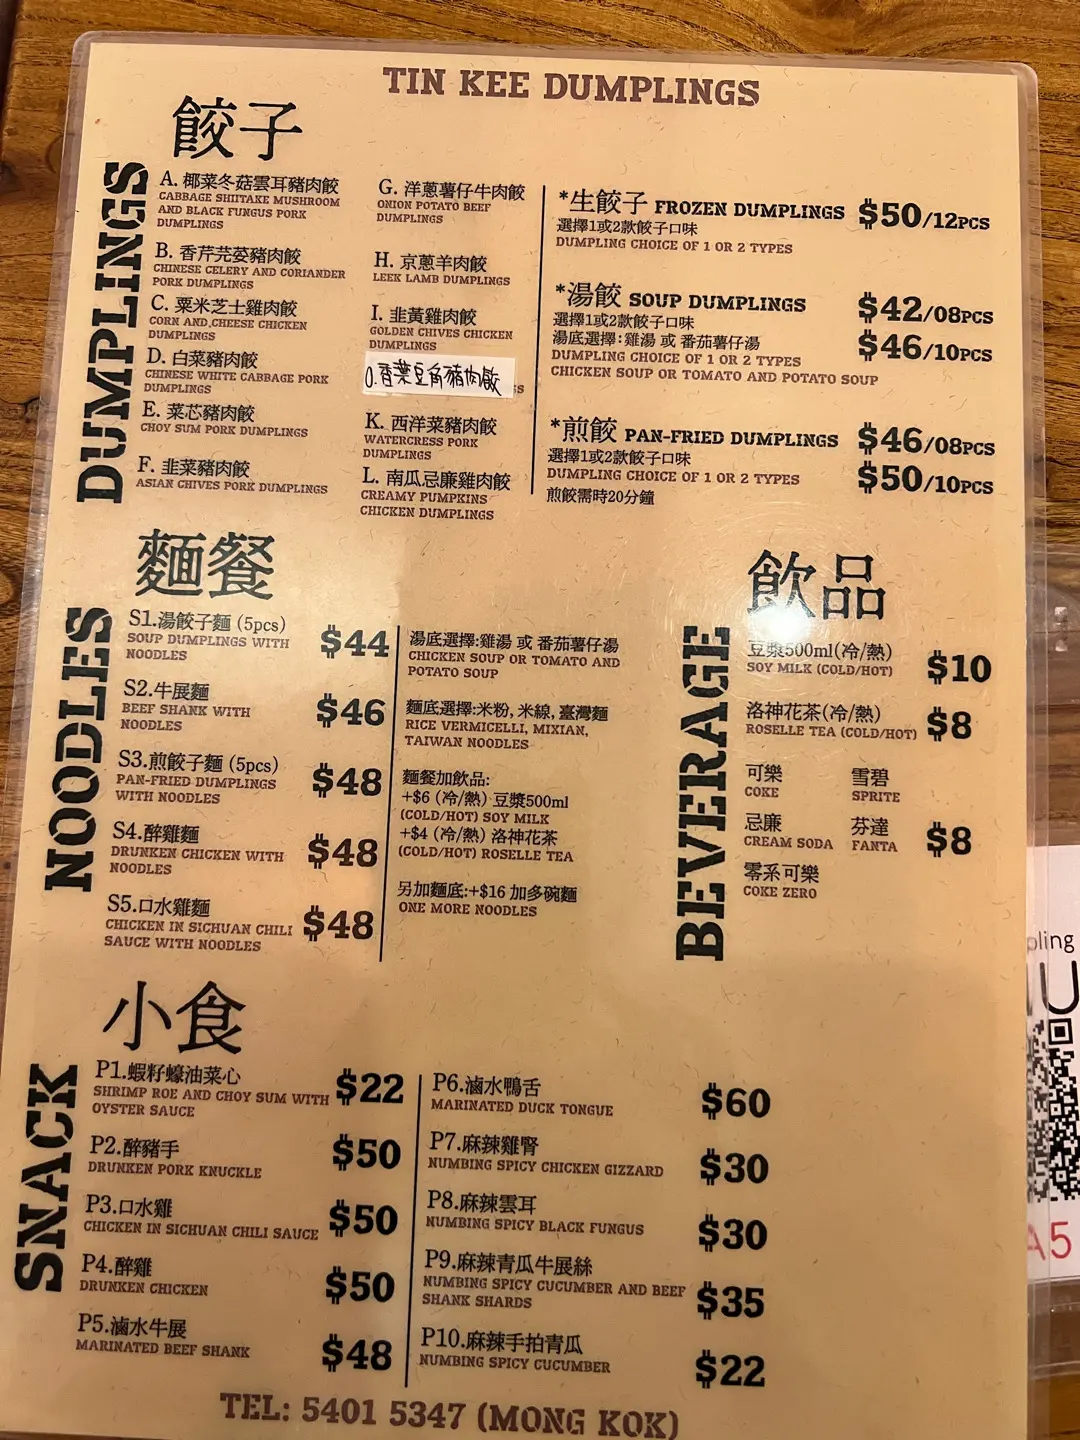 TIN KEE DUMPLINGS
餃子
DUMPLINGS
A. 椰菜冬菇雲耳豬肉餃
CABBAGE SHIITAKE MUSHROOM
AND BLACK FUNGUS PORK
DUMPLINGS
B. 香芹芫荽豬肉餃
CHINESE CELERY AND CORIANDER
PORK DUMPLINGS
C. 粟米芝士雞肉餃
CORN AND CHEESE CHICKEN
DUMPLINGS
D. 白菜豬肉餃
CHINESE WHITE CABBAGE PORK
DUMPLINGS
E. 菜芯豬肉餃
CHOY SUM PORK DUMPLINGS
F. 韭菜豬肉餃
ASIAN CHIVES PORK DUMPLINGS
G. 洋蔥薯仔牛肉餃
ONION POTATO BEEF
DUMPLINGS
H. 京蔥羊肉餃
LEEK LAMB DUMPLINGS
I. 韭黃雞肉餃
GOLDEN CHIVES CHICKEN
DUMPLINGS
O.香葉豆角豬肉餃
K. 西洋菜豬肉餃
WATERCRESS PORK
DUMPLINGS
L. 南瓜忌廉雞肉餃
CREAMY PUMPKINS
CHICKEN DUMPLINGS
*生餃子 FROZEN DUMPLINGS $50/12PCS
選擇1或2款餃子口味
DUMPLING CHOICE OF 1 OR 2 TYPES
*湯餃 SOUP DUMPLINGS $42/08PCS
選擇1或2款餃子口味
湯底選擇:雞湯 或 番茄薯仔湯 $46/10PCS
DUMPLING CHOICE OF 1 OR 2 TYPES
CHICKEN SOUP OR TOMATO AND POTATO SOUP
*煎餃 PAN-FRIED DUMPLINGS $46/08PCS
選擇1或2款餃子口味
DUMPLING CHOICE OF 1 OR 2 TYPES $50/10PCS
煎餃需時20分鐘
麵餐
NOODLES
S1.湯餃子麵 (5pcs) $44
SOUP DUMPLINGS WITH
NOODLES
S2.牛展麵 $46
BEEF SHANK WITH
NOODLES
S3.煎餃子麵 (5pcs) $48
PAN-FRIED DUMPLINGS
WITH NOODLES
S4.醉雞麵 $48
DRUNKEN CHICKEN WITH
NOODLES
S5.口水雞麵 $48
CHICKEN IN SICHUAN CHILI
SAUCE WITH NOODLES
湯底選擇:雞湯 或 番茄薯仔湯
CHICKEN SOUP OR TOMATO AND
POTATO SOUP
麵底選擇:米粉, 米線, 臺灣麵
RICE VERMICELLI, MIXIAN,
TAIWAN NOODLES
麵餐加飲品:
+$6 (冷/熱) 豆漿500ml
(COLD/HOT) SOY MILK
+$4 (冷/熱) 洛神花茶
(COLD/HOT) ROSELLE TEA
另加麵底:+$16 加多碗麵
ONE MORE NOODLES
飲品
BEVERAGE
豆漿500ml(冷/熱) $10
SOY MILK (COLD/HOT)
洛神花茶(冷/熱) $8
ROSELLE TEA (COLD/HOT)
可樂 雪碧
COKE SPRITE
忌廉 芬達 $8
CREAM SODA FANTA
零系可樂
COKE ZERO
小食
SNACK
P1.蝦籽蠔油菜心 $22
SHRIMP ROE AND CHOY SUM WITH
OYSTER SAUCE
P2.醉豬手 $50
DRUNKEN PORK KNUCKLE
P3.口水雞 $50
CHICKEN IN SICHUAN CHILI SAUCE
P4.醉雞 $50
DRUNKEN CHICKEN
P5.滷水牛展 $48
MARINATED BEEF SHANK
P6.滷水鴨舌 $60
MARINATED DUCK TONGUE
P7.麻辣雞腎 $30
NUMBING SPICY CHICKEN GIZZARD
P8.麻辣雲耳 $30
NUMBING SPICY BLACK FUNGUS
P9.麻辣青瓜牛展絲 $35
NUMBING SPICY CUCUMBER AND BEEF
SHANK SHARDS
P10.麻辣手拍青瓜 $22
NUMBING SPICY CUCUMBER
TEL: 5401 5347 (MONG KOK)
pling
U
A5